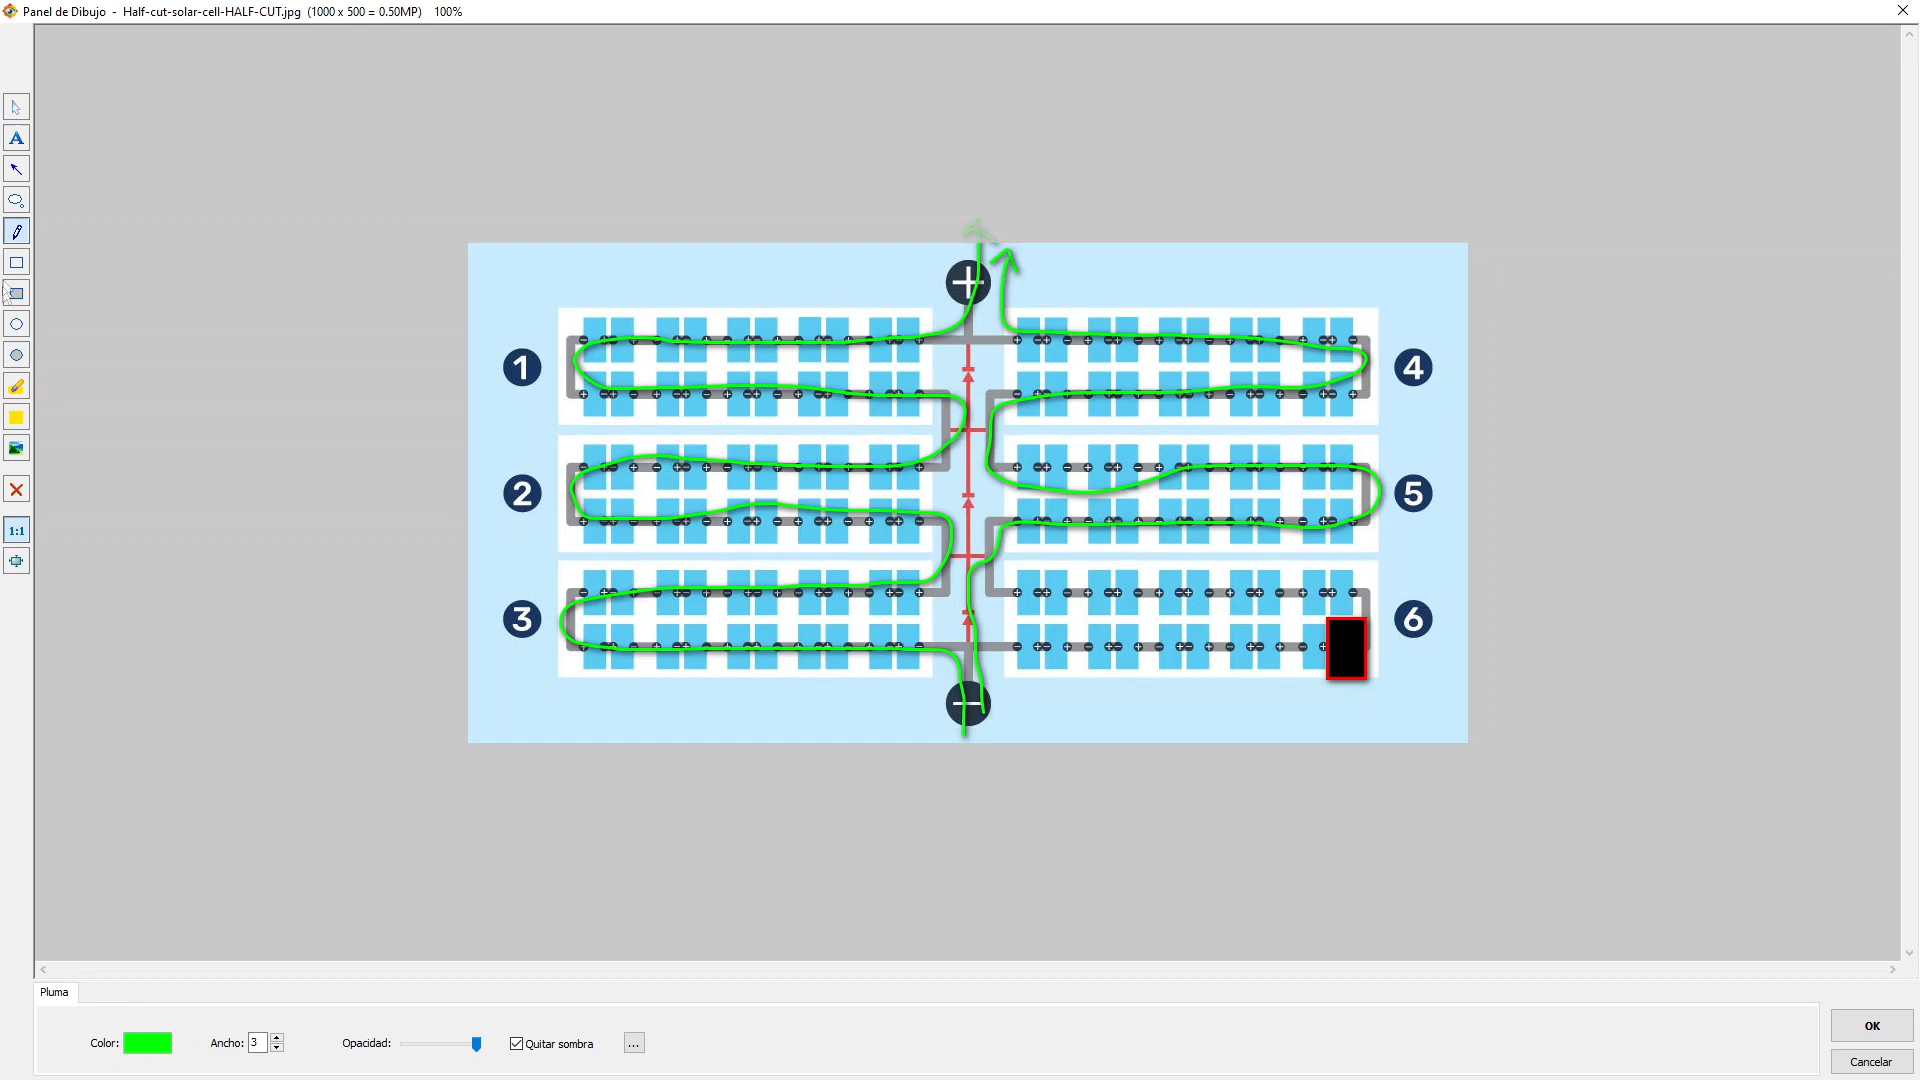 Panel de Dibujo - Half-cut-solar-cell-HALF-CUT.jpg (1000 x 500 = 0.50MP) 100%
A
+
1
4
2
5
3
6
−
1:1
Pluma
Color:
Ancho: 3
Opacidad:
Quitar sombra
...
OK
Cancelar